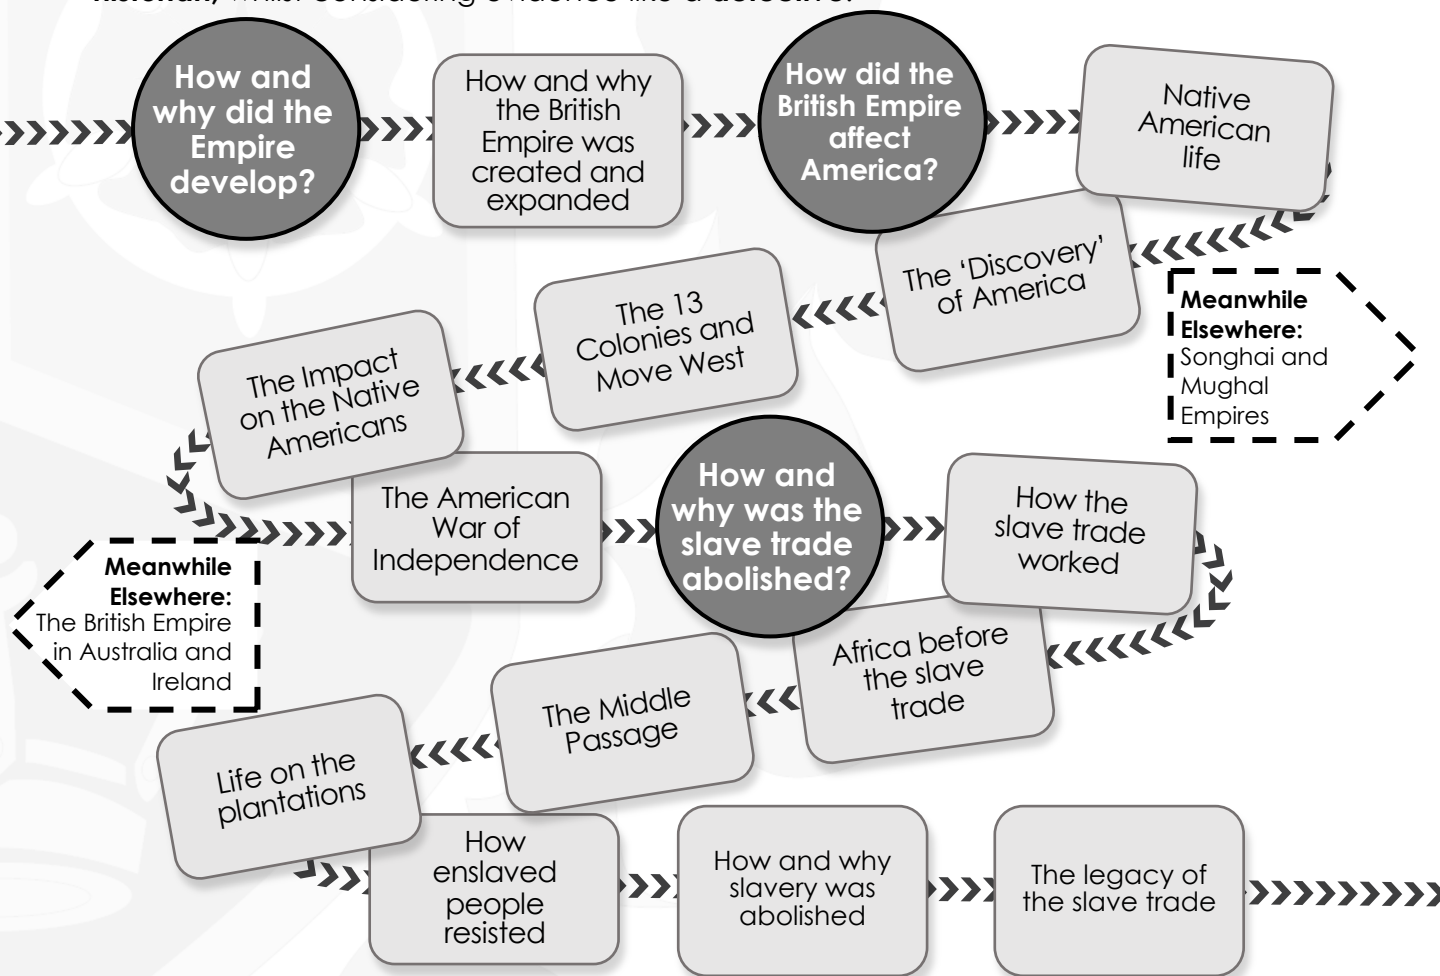 historian, whilst considering evidence like a detective.
How and
why did the
Empire
develop?
How and why
the British
Empire was
created and
expanded
How did the
British Empire
affect
America?
Native
American
life
The 'Discovery'
of America
Meanwhile
Elsewhere:
Songhai and
Mughal
Empires
The 13
Colonies and
Move West
The Impact
on the Native
Americans
The American
War of
Independence
Meanwhile
Elsewhere:
The British Empire
in Australia and
Ireland
How and
why was the
slave trade
abolished?
How the
slave trade
worked
Africa before
the slave
trade
The Middle
Passage
Life on the
plantations
How
enslaved
people
resisted
How and why
slavery was
abolished
The legacy of
the slave trade